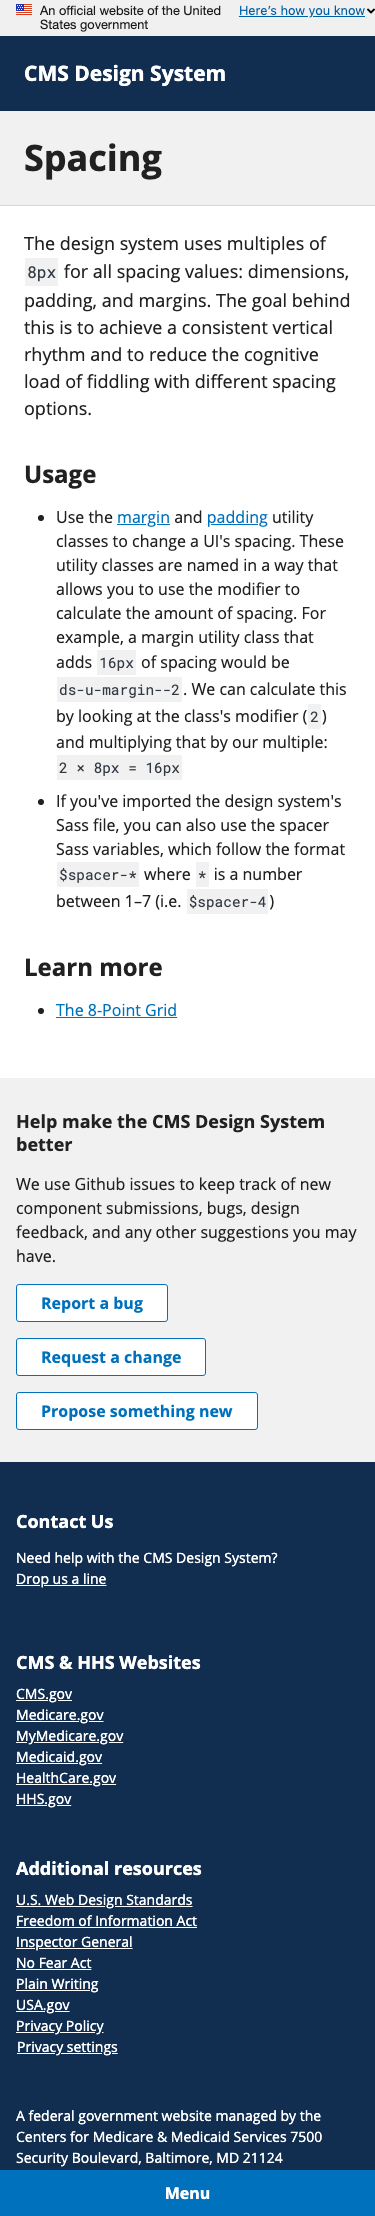 An official website of the United
States government
Here's how you know
CMS Design System
Spacing
The design system uses multiples of
8px for all spacing values: dimensions,
padding, and margins. The goal behind
this is to achieve a consistent vertical
rhythm and to reduce the cognitive
load of fiddling with different spacing
options.
Usage
• Use the margin and padding utility
classes to change a UI's spacing. These
utility classes are named in a way that
allows you to use the modifier to
calculate the amount of spacing. For
example, a margin utility class that
adds 16px of spacing would be
ds-u-margin--2. We can calculate this
by looking at the class's modifier (2)
and multiplying that by our multiple:
2 × 8px = 16px
• If you've imported the design system's
Sass file, you can also use the spacer
Sass variables, which follow the format
$spacer-* where * is a number
between 1–7 (i.e. $spacer-4)
Learn more
• The 8-Point Grid
Help make the CMS Design System
better
We use Github issues to keep track of new
component submissions, bugs, design
feedback, and any other suggestions you may
have.
Report a bug
Request a change
Propose something new
Contact Us
Need help with the CMS Design System?
Drop us a line
CMS & HHS Websites
CMS.gov
Medicare.gov
MyMedicare.gov
Medicaid.gov
HealthCare.gov
HHS.gov
Additional resources
U.S. Web Design Standards
Freedom of Information Act
Inspector General
No Fear Act
Plain Writing
USA.gov
Privacy Policy
Privacy settings
A federal government website managed by the
Centers for Medicare & Medicaid Services 7500
Security Boulevard, Baltimore, MD 21124
Menu